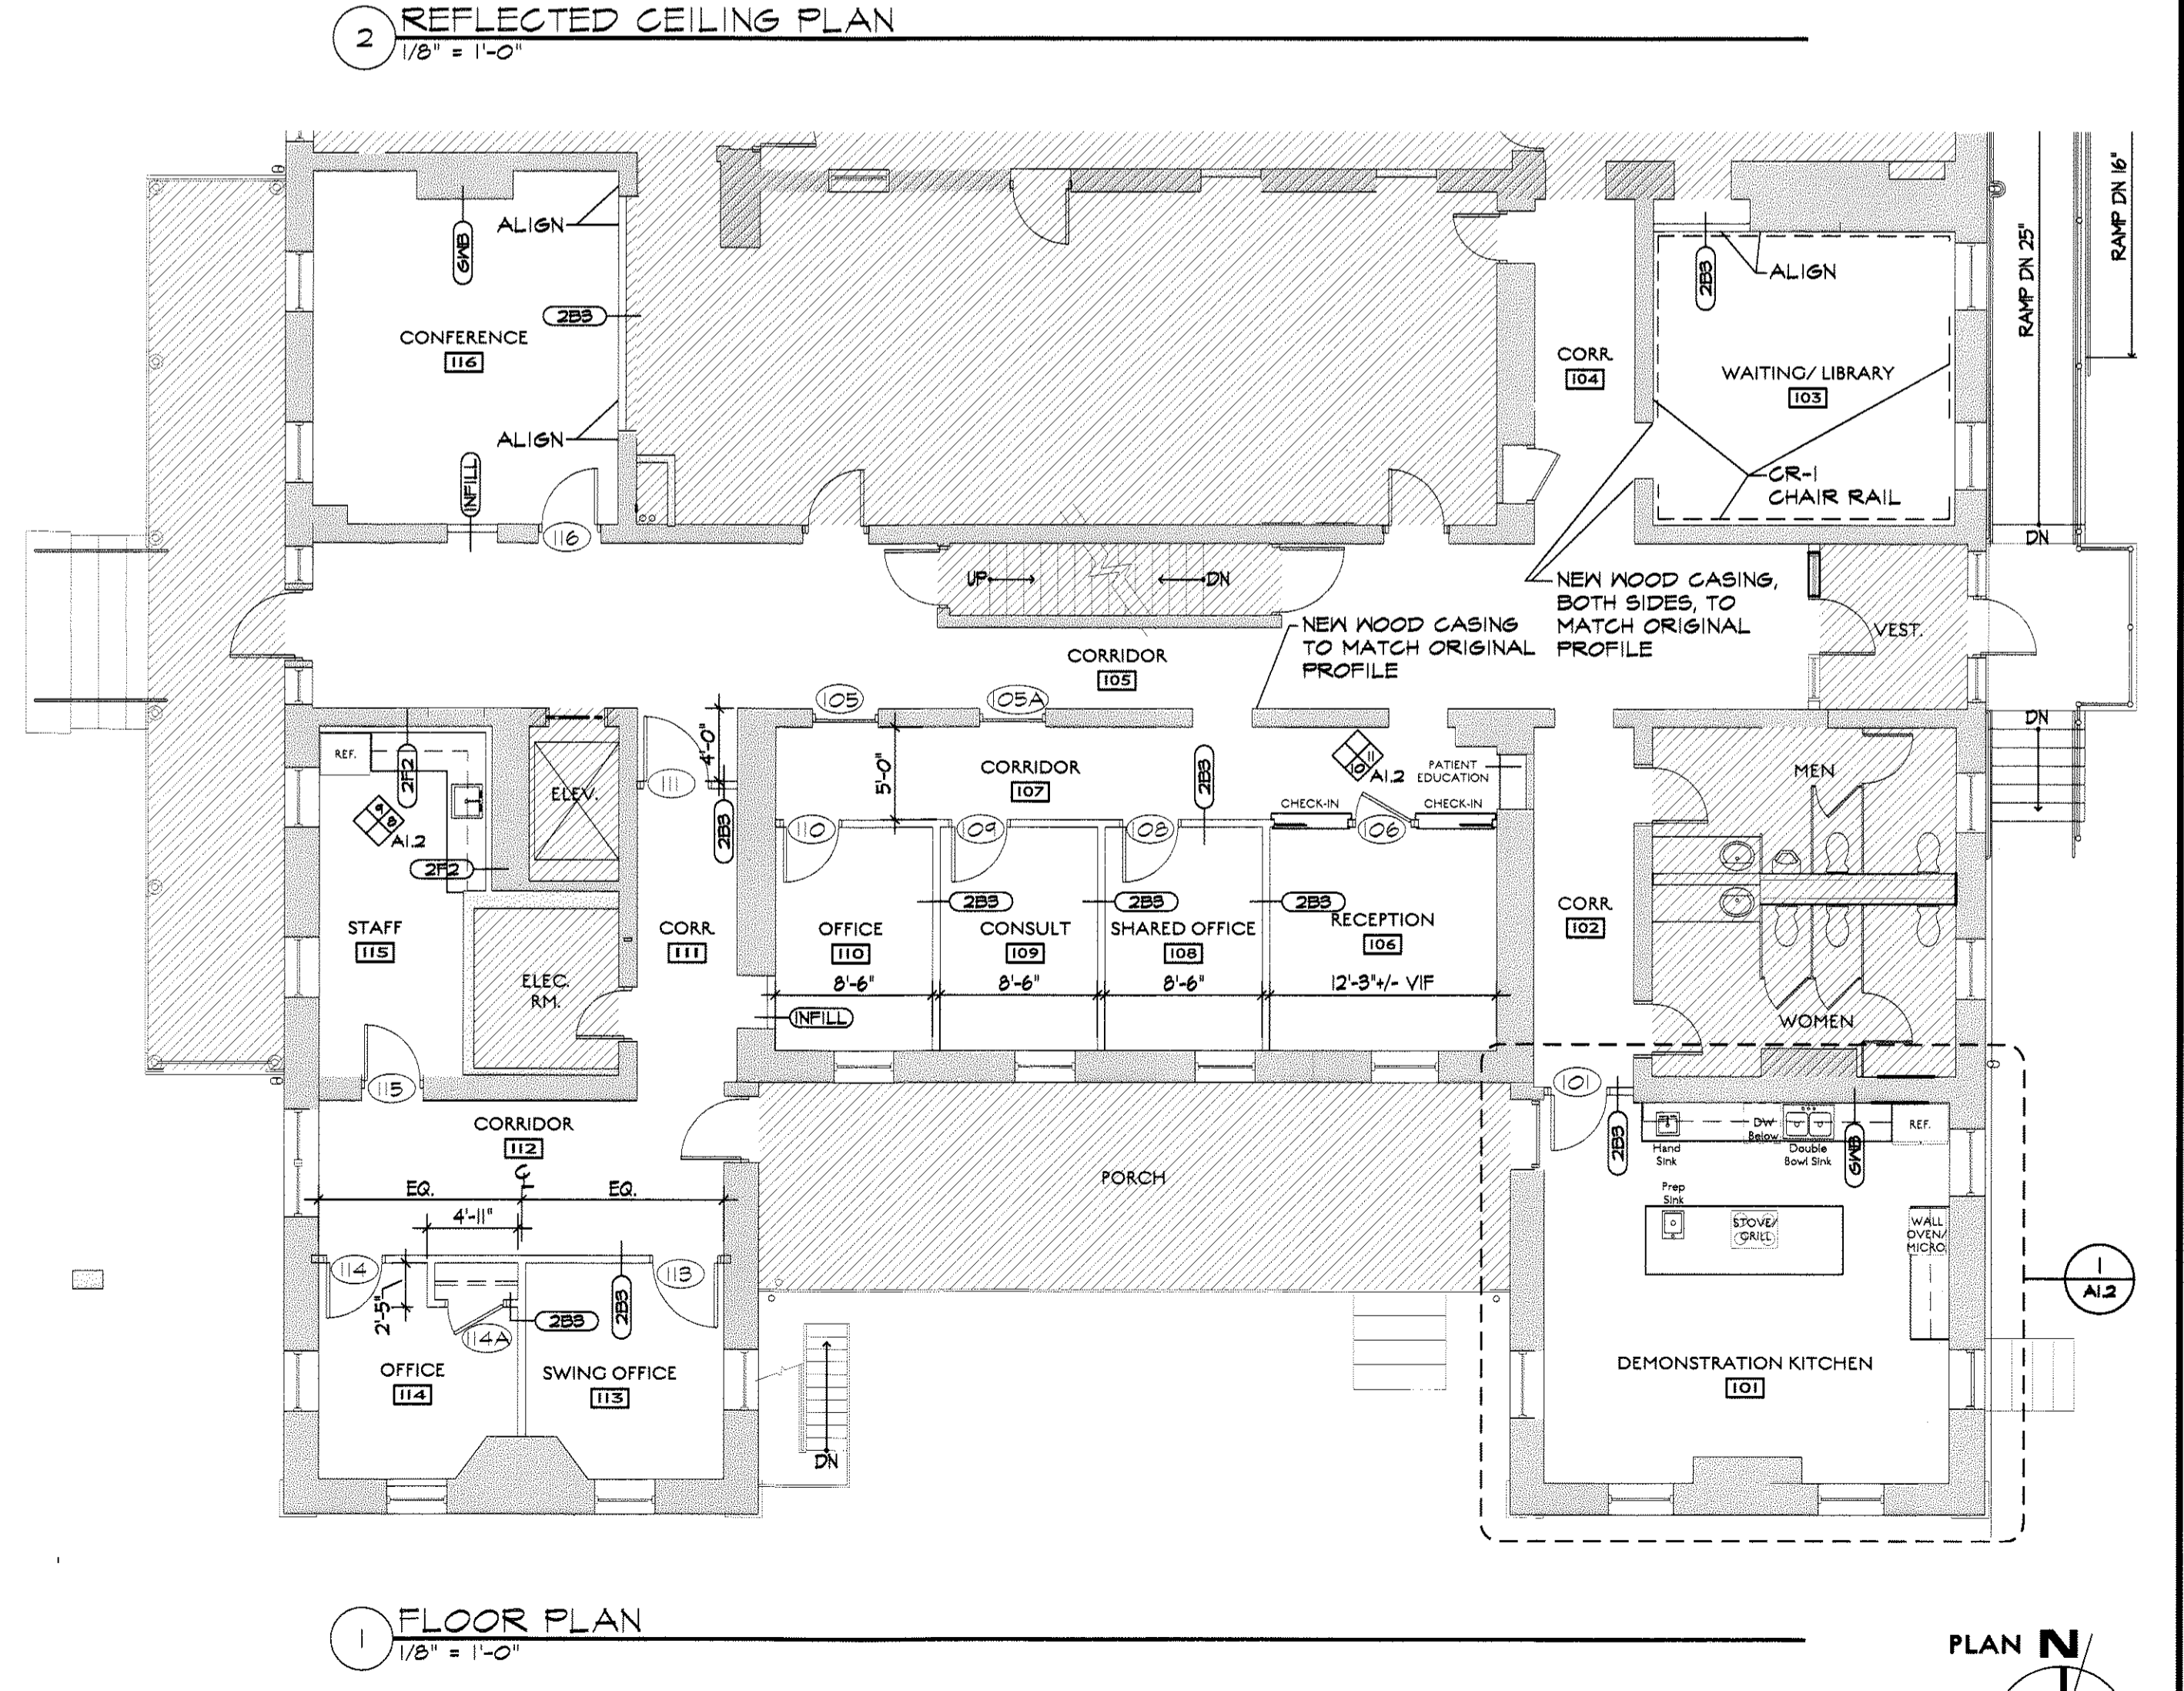 2 REFLECTED CEILING PLAN
1/8" = 1'-0"
RAMP DN 16"
RAMP DN 25"
ALIGN
GWB
2B3
ALIGN
2B3
CONFERENCE
116
CORR.
104
WAITING/ LIBRARY
103
ALIGN
INFILL
CR-1
CHAIR RAIL
116
DN
UP
DN
NEW WOOD CASING,
BOTH SIDES, TO
MATCH ORIGINAL
PROFILE
NEW WOOD CASING
TO MATCH ORIGINAL
PROFILE
VEST.
CORRIDOR
105
105
105A
DN
REF.
2F2
4'-0"
5'-0"
CORRIDOR
107
2B3
11
10
A1.2
PATIENT
EDUCATION
MEN
ELEV.
111
CHECK-IN
CHECK-IN
9
8
A1.2
2B3
110
109
108
106
2F2
2B3
2B3
2B3
STAFF
115
CORR.
111
OFFICE
110
CONSULT
109
SHARED OFFICE
108
RECEPTION
106
CORR.
102
ELEC.
RM.
8'-6"
8'-6"
8'-6"
12'-3"+/- VIF
INFILL
WOMEN
115
101
CORRIDOR
112
2B3
Hand
Sink
DW
Below
Double
Bowl Sink
GWB
REF.
PORCH
EQ.
CL
EQ.
Prep
Sink
4'-11"
STOVE/
GRILL
WALL
OVEN/
MICRO
114
113
2'-5"
114A
2B3
2B3
1
A1.2
OFFICE
114
SWING OFFICE
113
DEMONSTRATION KITCHEN
101
DN
1 FLOOR PLAN
1/8" = 1'-0"
PLAN N